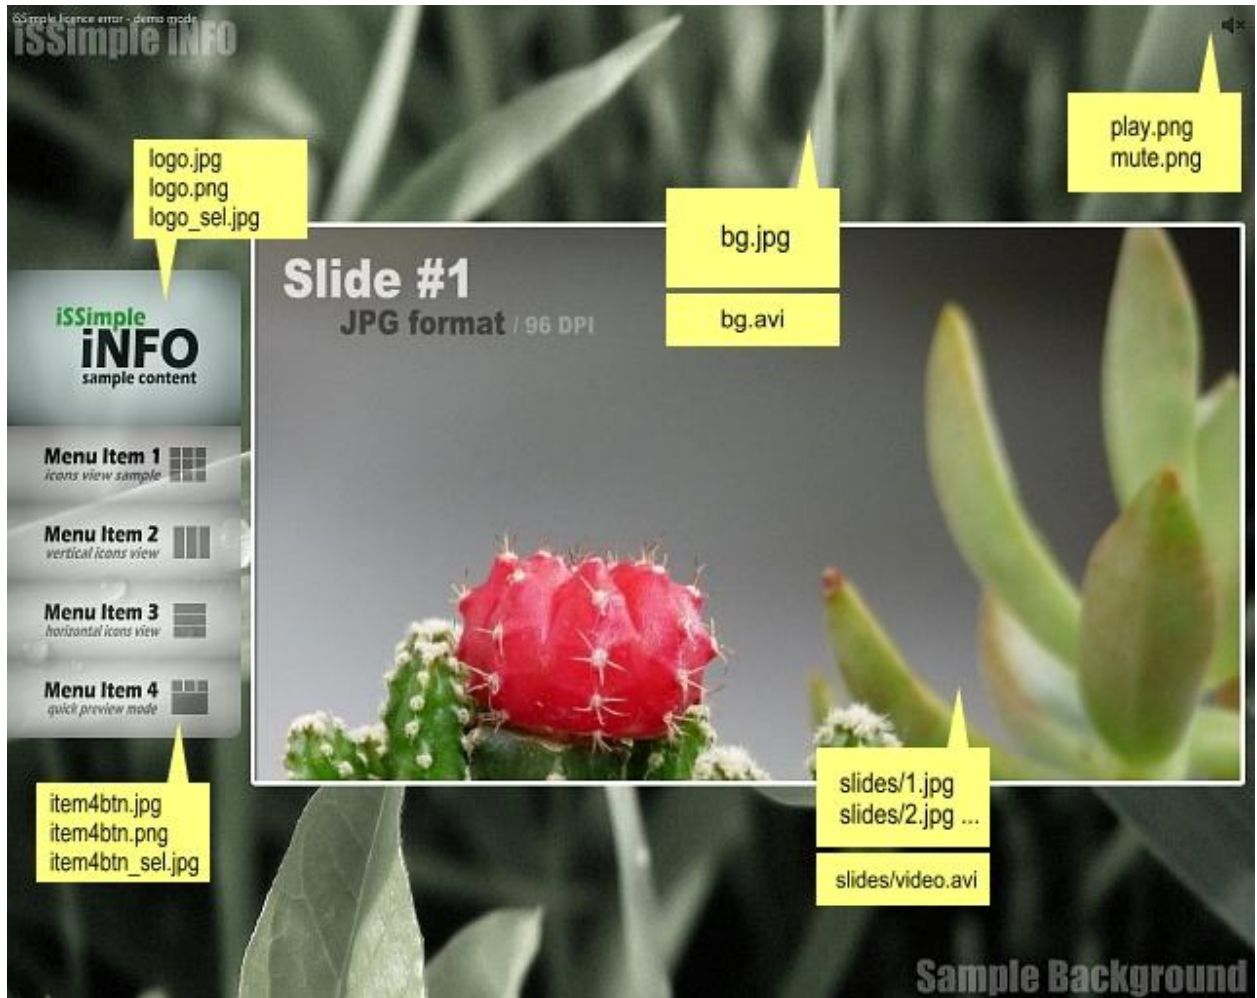 iSSimple licence error - demo mode
iSSimple iNFO
play.png
mute.png
logo.jpg
logo.png
logo_sel.jpg
bg.jpg
bg.avi
Slide #1
JPG format / 96 DPI
iSSimple
iNFO
sample content
Menu Item 1
icons view sample
Menu Item 2
vertical icons view
Menu Item 3
horizontal icons view
Menu Item 4
quick preview mode
item4btn.jpg
item4btn.png
item4btn_sel.jpg
slides/1.jpg
slides/2.jpg ...
slides/video.avi
Sample Background